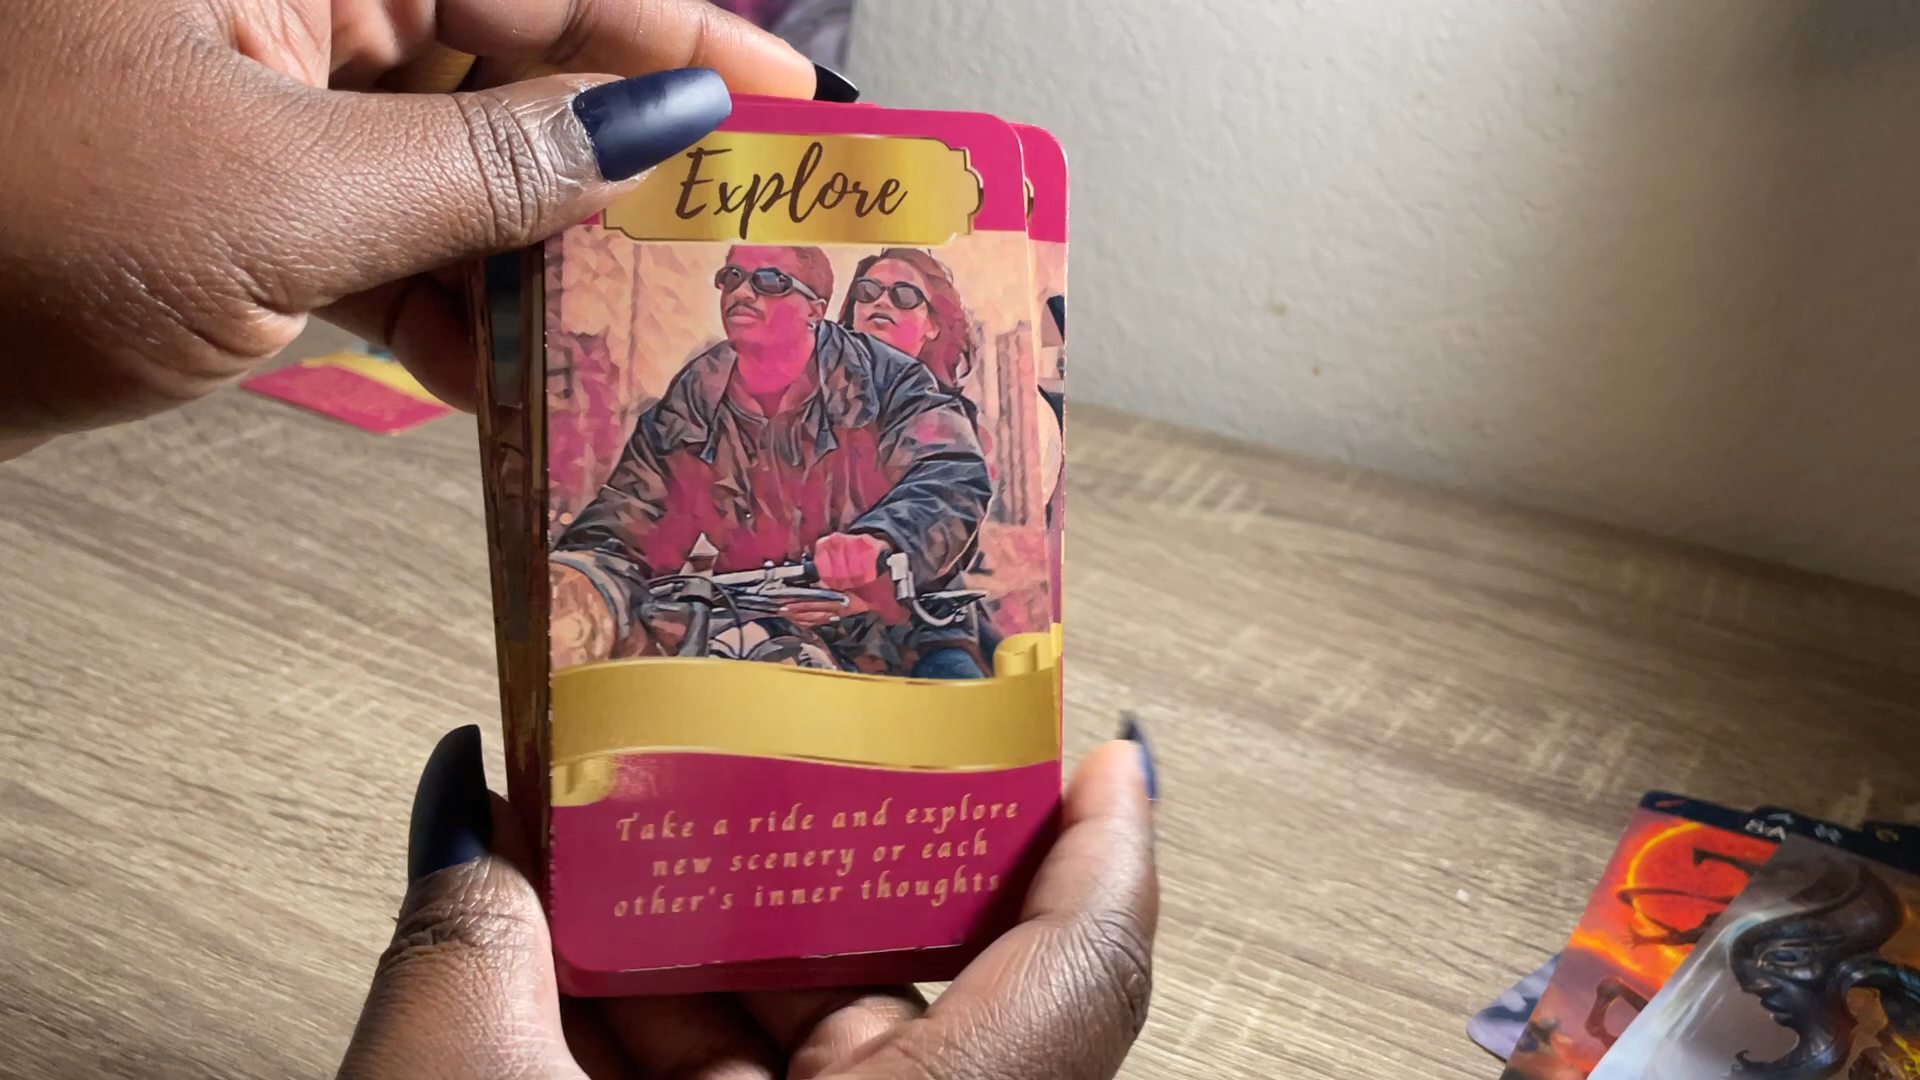 Explore
Take a ride and explore
new scenery or each
other's inner thoughts